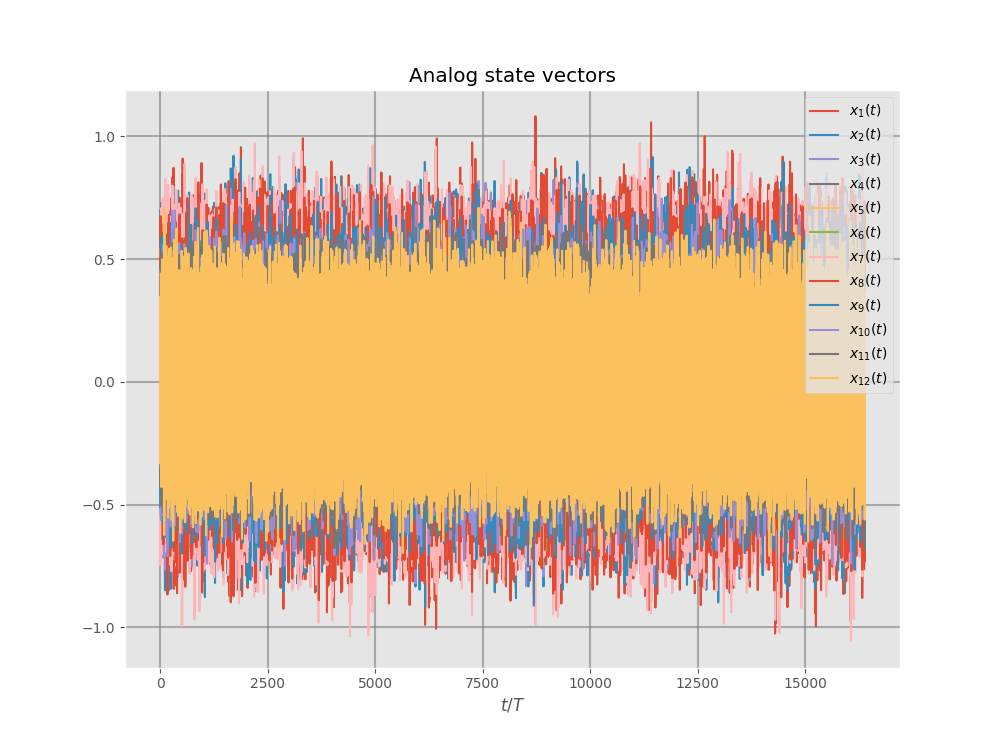 Analog state vectors
1.0
0.5
0.0
−0.5
−1.0
0 2500 5000 7500 10000 12500 15000
t/T
x₁(t)
x₂(t)
x₃(t)
x₄(t)
x₅(t)
x₆(t)
x₇(t)
x₈(t)
x₉(t)
x₁₀(t)
x₁₁(t)
x₁₂(t)